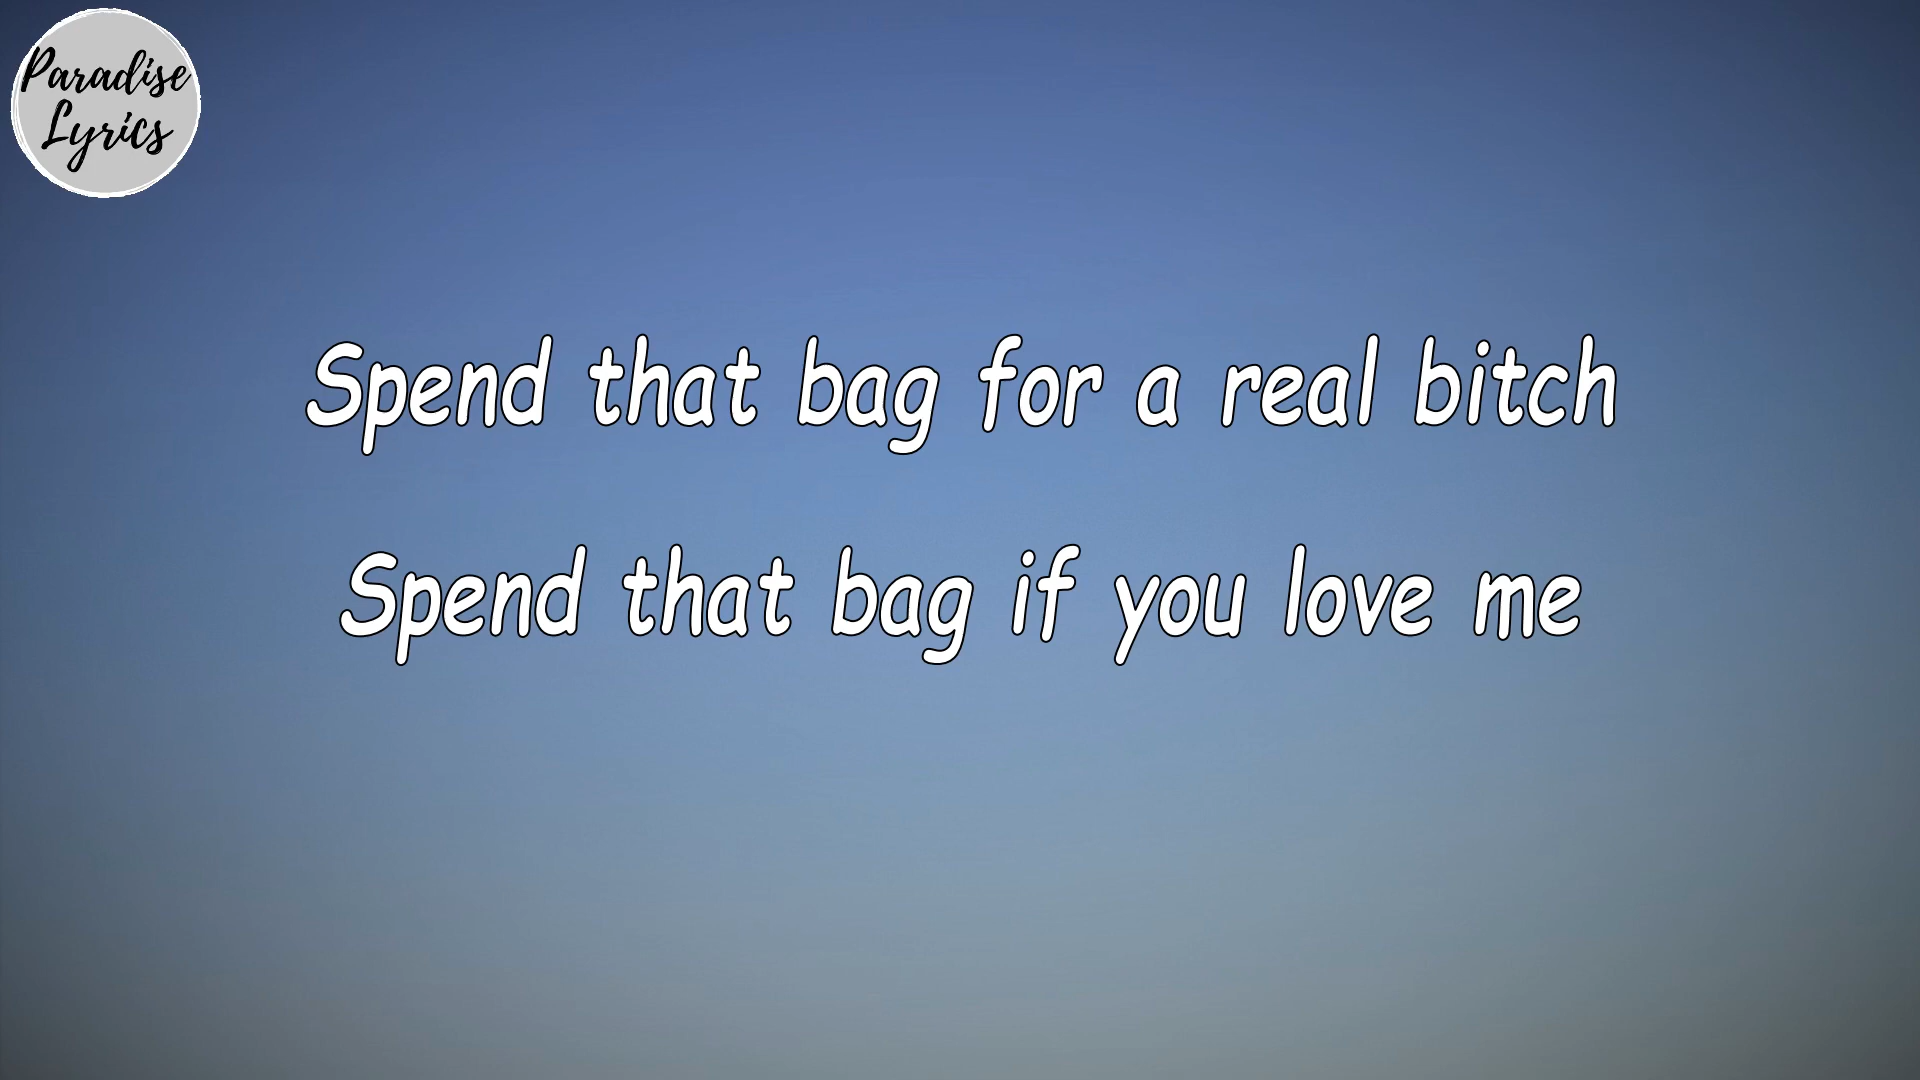 Paradise
Lyrics
Spend that bag for a real bitch
Spend that bag if you love me